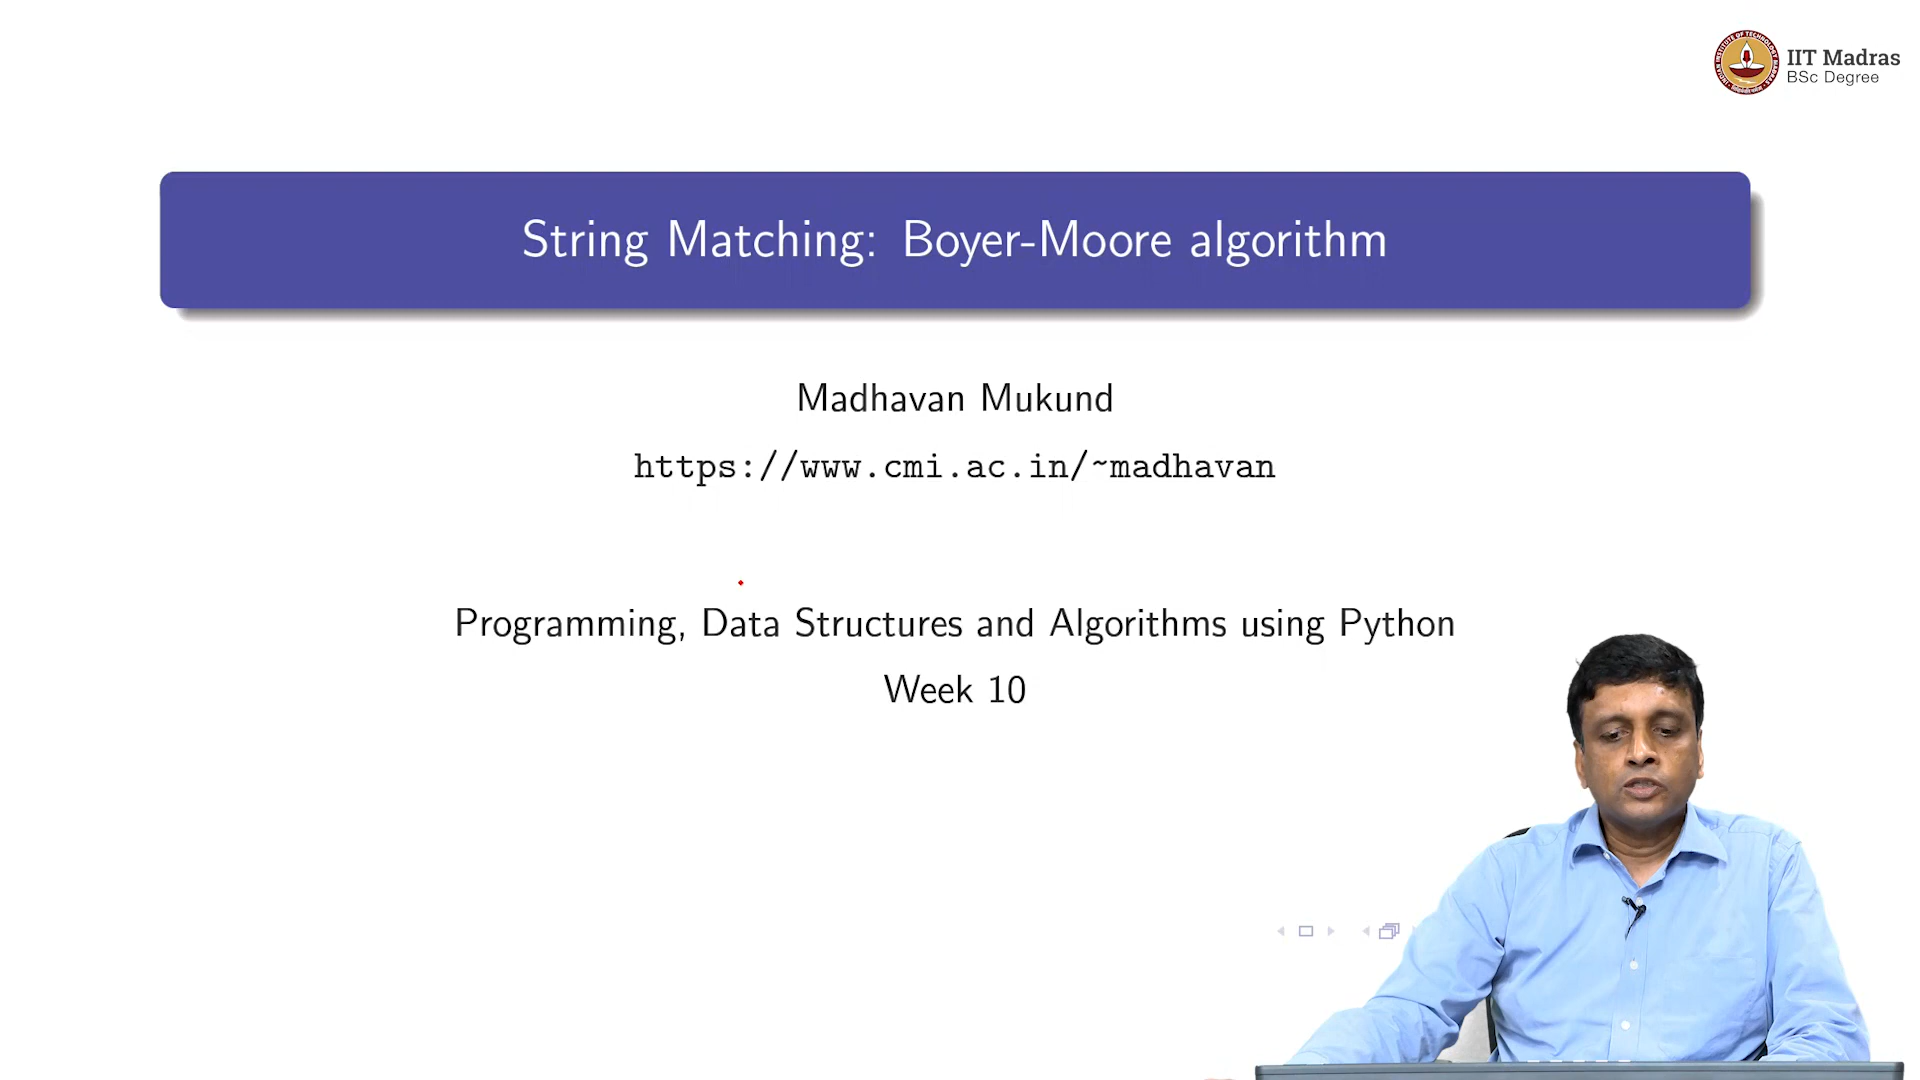 IIT Madras
BSc Degree
String Matching: Boyer-Moore algorithm
Madhavan Mukund
https://www.cmi.ac.in/~madhavan
Programming, Data Structures and Algorithms using Python
Week 10